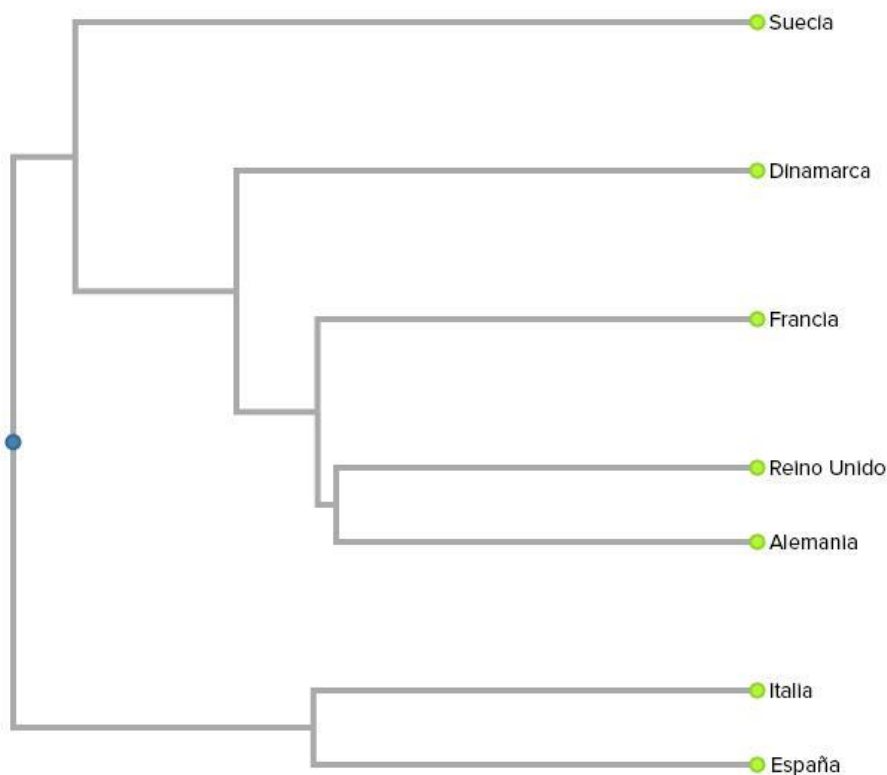 Suecia
Dinamarca
Francia
Reino Unido
Alemania
Italia
España